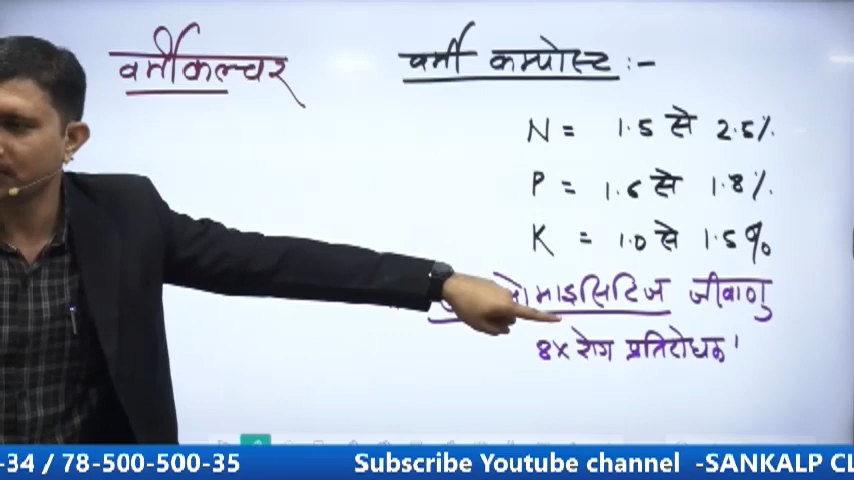 वर्मीकल्चर
वर्मी कम्पोस्ट :-
N = 1.5 से 2.5%
P = 1.6 से 1.8%
K = 1.0 से 1.5%
जीवाणु
8x रोग प्रतिरोधक
-34 / 78-500-500-35 Subscribe Youtube channel -SANKALP CL